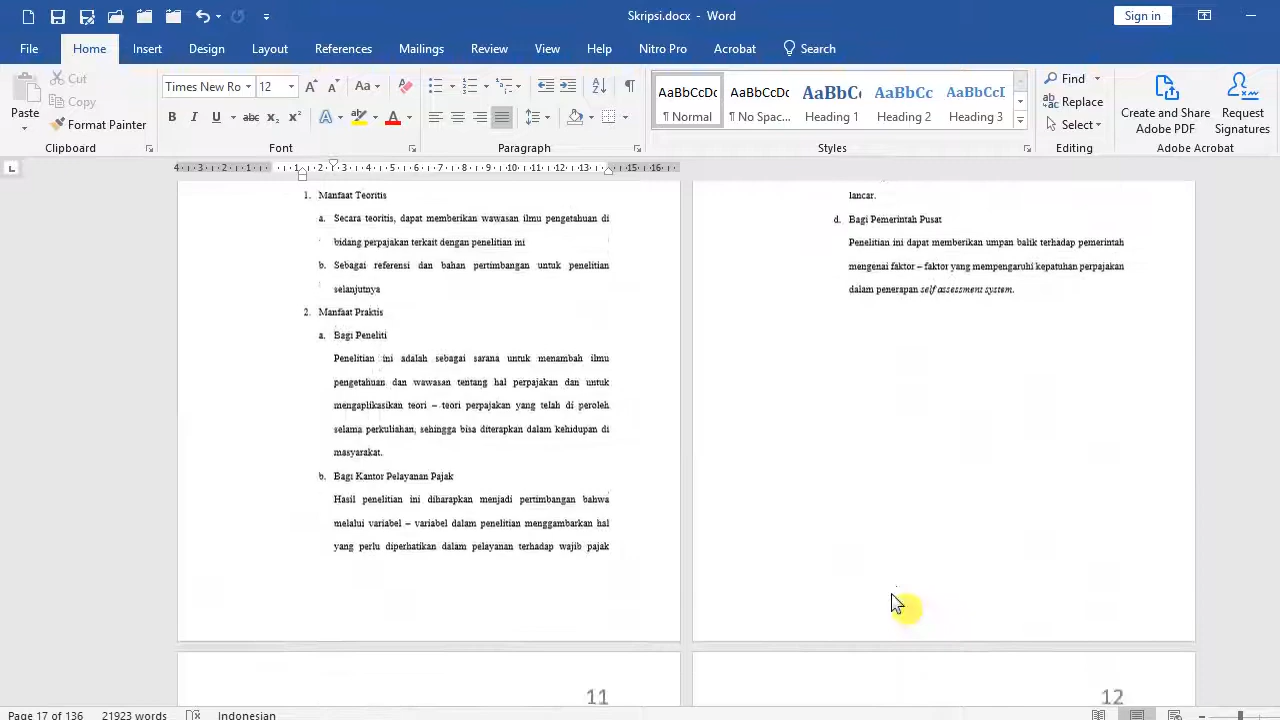 Skripsi.docx - Word
Sign in
File Home Insert Design Layout References Mailings Review View Help Nitro Pro Acrobat Search
Paste
Cut
Copy
Format Painter
Clipboard
Times New Ro 12
Font
Paragraph
AaBbCcDc AaBbCcDc AaBbC AaBbCc AaBbCcD
¶ Normal ¶ No Spac... Heading 1 Heading 2 Heading 3
Styles
Find
Replace
Select
Editing
Create and Share Adobe PDF
Request Signatures
Adobe Acrobat
1. Manfaat Teoritis
a. Secara teoritis, dapat memberikan wawasan ilmu pengetahuan di
bidang perpajakan terkait dengan penelitian ini
b. Sebagai referensi dan bahan pertimbangan untuk penelitian
selanjutnya
2. Manfaat Praktis
a. Bagi Peneliti
Penelitian ini adalah sebagai sarana untuk menambah ilmu
pengetahuan dan wawasan tentang hal perpajakan dan untuk
mengaplikasikan teori – teori perpajakan yang telah di peroleh
selama perkuliahan, sehingga bisa diterapkan dalam kehidupan di
masyarakat.
b. Bagi Kantor Pelayanan Pajak
Hasil penelitian ini diharapkan menjadi pertimbangan bahwa
melalui variabel – variabel dalam penelitian menggambarkan hal
yang perlu diperhatikan dalam pelayanan terhadap wajib pajak
lancar.
d. Bagi Pemerintah Pusat
Penelitian ini dapat memberikan umpan balik terhadap pemerintah
mengenai faktor – faktor yang mempengaruhi kepatuhan perpajakan
dalam penerapan self assessment system.
11
12
Page 17 of 136 21923 words Indonesian